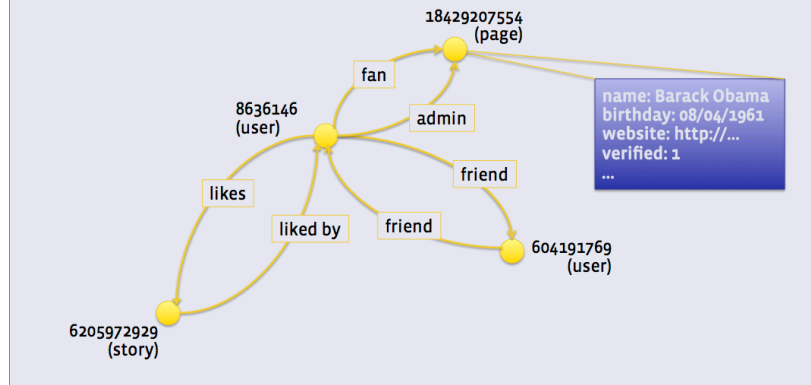 18429207554
(page)
fan
name: Barack Obama
birthday: 08/04/1961
website: http://...
verified: 1
...
8636146
(user)
admin
friend
likes
liked by
friend
604191769
(user)
6205972929
(story)